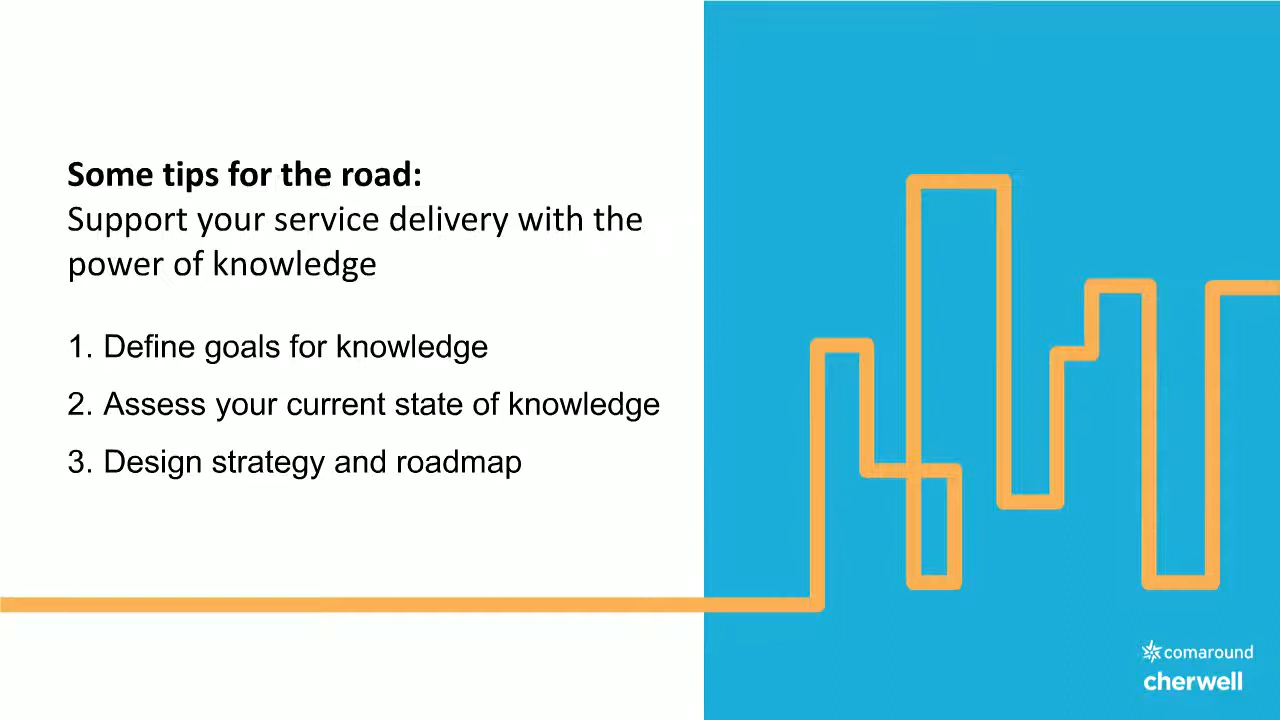 Some tips for the road:
Support your service delivery with the
power of knowledge
1. Define goals for knowledge
2. Assess your current state of knowledge
3. Design strategy and roadmap
comaround
cherwell